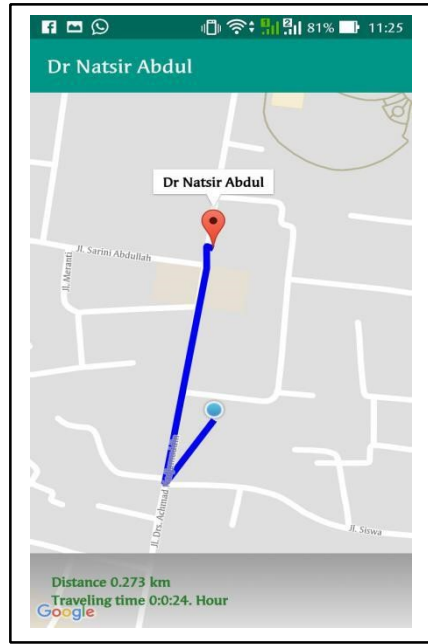 81% 11:25
Dr Natsir Abdul
Dr Natsir Abdul
Jl. Sarini Abdullah
Jl. Meranti
Jl. Drs. Achmad
Jl. Siswa
Distance 0.273 km
Traveling time 0:0:24. Hour
Google